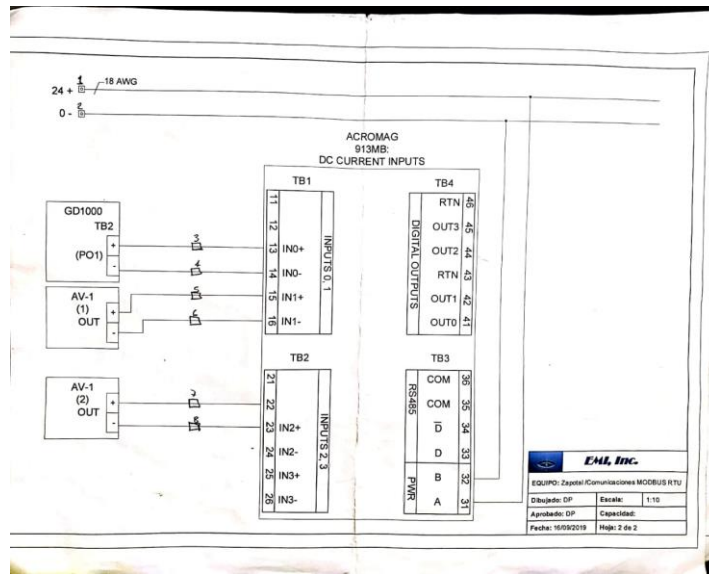 1
24 +
18 AWG
2
0 -
ACROMAG
913MB:
DC CURRENT INPUTS
TB1
11
12
13 IN0+
14 IN0-
15 IN1+
16 IN1-
INPUTS 0, 1
TB4
RTN 46
OUT3 45
OUT2 44
RTN 43
OUT1 42
OUT0 41
DIGITAL OUTPUTS
GD1000
TB2
+
(PO1)
-
3
4
AV-1
(1)
OUT
+
-
5
6
AV-1
(2)
OUT
+
-
7
8
TB2
21
22
23 IN2+
24 IN2-
25 IN3+
26 IN3-
INPUTS 2, 3
TB3
COM 36
COM 35
D 34
D 33
B 32
A 31
RS485
PWR
EMI, Inc.
EQUIPO: Zapotal /Comunicaciones MODBUS RTU
Dibujado: DP Escala: 1:10
Aprobado: DP Capacidad:
Fecha: 16/09/2019 Hoja: 2 de 2